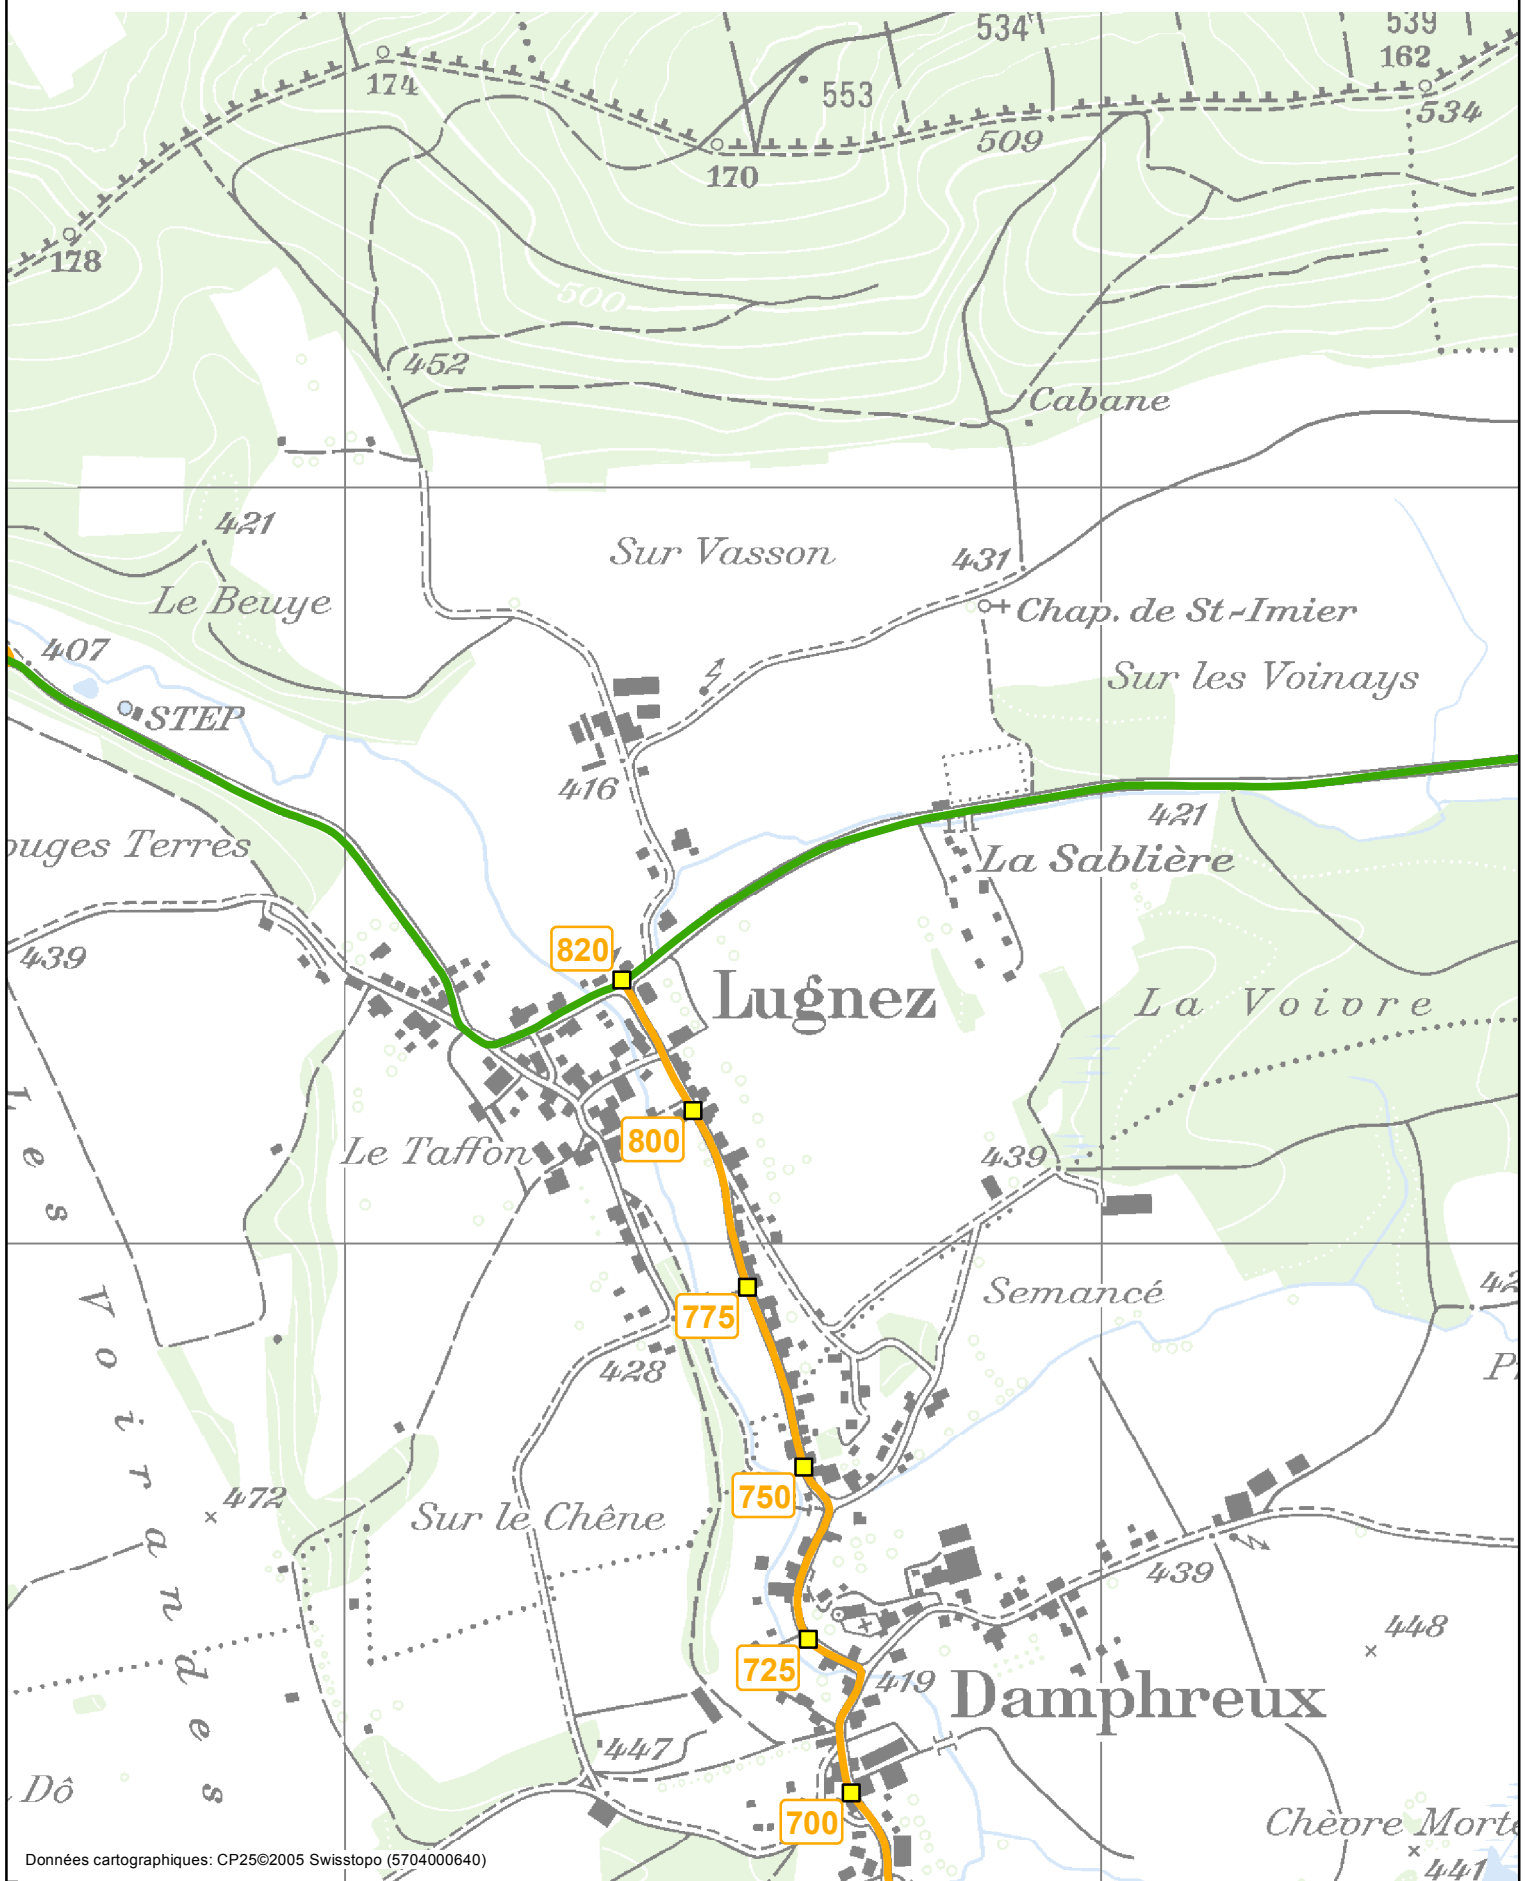 534
539
162
174
553
534
509
170
178
500
452
Cabane
421
Sur Vasson
431
Le Beuye
Chap. de St-Imier
407
Sur les Voinays
STEP
416
421
ouges Terres
La Sablière
820
439
Lugnez
La Voivre
800
Le Taffon
439
Les Voirandes
775
Semancé
428
472
750
Sur le Chêne
439
448
725
419
Damphreux
447
Dô
700
Chèvre Morte
441
Données cartographiques: CP25©2005 Swisstopo (5704000640)